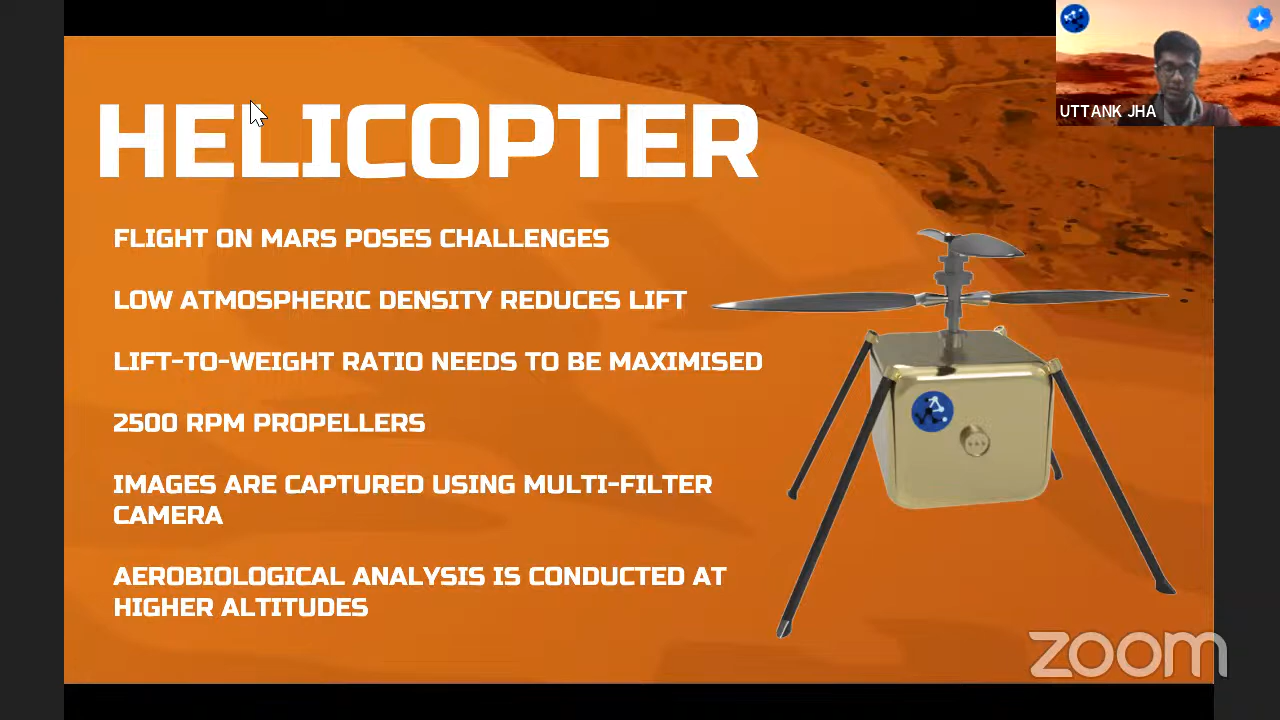 UTTANK JHA
HELICOPTER
FLIGHT ON MARS POSES CHALLENGES
LOW ATMOSPHERIC DENSITY REDUCES LIFT
LIFT-TO-WEIGHT RATIO NEEDS TO BE MAXIMISED
2500 RPM PROPELLERS
IMAGES ARE CAPTURED USING MULTI-FILTER
CAMERA
AEROBIOLOGICAL ANALYSIS IS CONDUCTED AT
HIGHER ALTITUDES
zoom